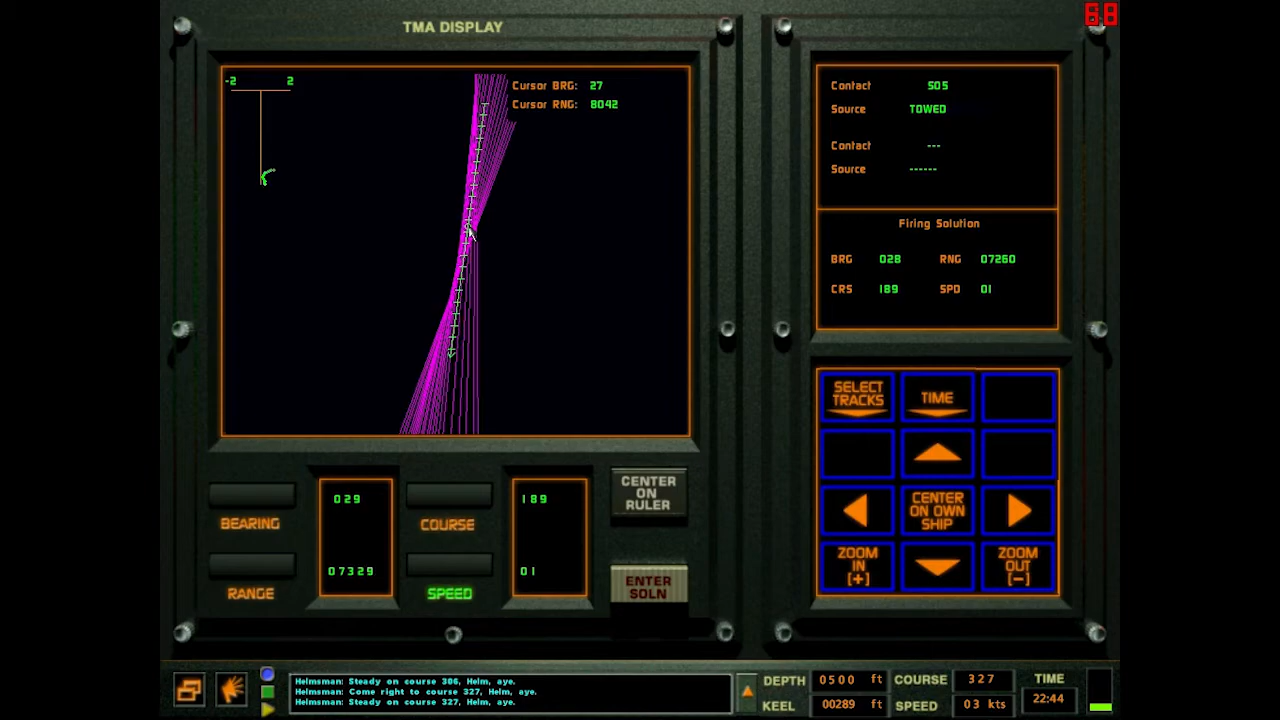 TMA DISPLAY
68
-2 2
Cursor BRG: 27
Cursor RNG: 8042
Contact S05
Source TOWED
Contact ---
Source ------
Firing Solution
BRG 028 RNG 07260
CRS 189 SPD 01
SELECT TRACKS
TIME
CENTER ON OWN SHIP
ZOOM IN [+]
ZOOM OUT [-]
BEARING 029
RANGE 07329
COURSE 189
SPEED 01
CENTER ON RULER
ENTER SOLN
Helmsman: Steady on course 306, Helm, aye.
Helmsman: Come right to course 327, Helm, aye.
Helmsman: Steady on course 327, Helm, aye.
DEPTH 0500 ft COURSE 327 TIME
KEEL 00289 ft SPEED 03 kts 22:44